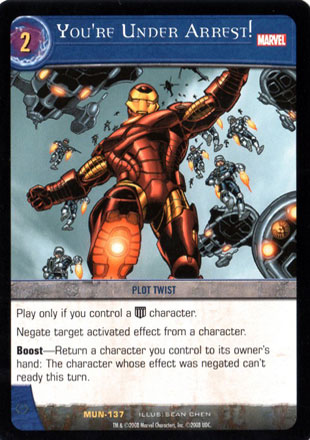 2
You're Under Arrest!
MARVEL
PLOT TWIST
Play only if you control a character.
Negate target activated effect from a character.
Boost—Return a character you control to its owner's
hand: The character whose effect was negated can't
ready this turn.
MUN-137 ILLUS: SEAN CHEN
TM & ©2008 Marvel Characters, Inc. ©2008 UDC.